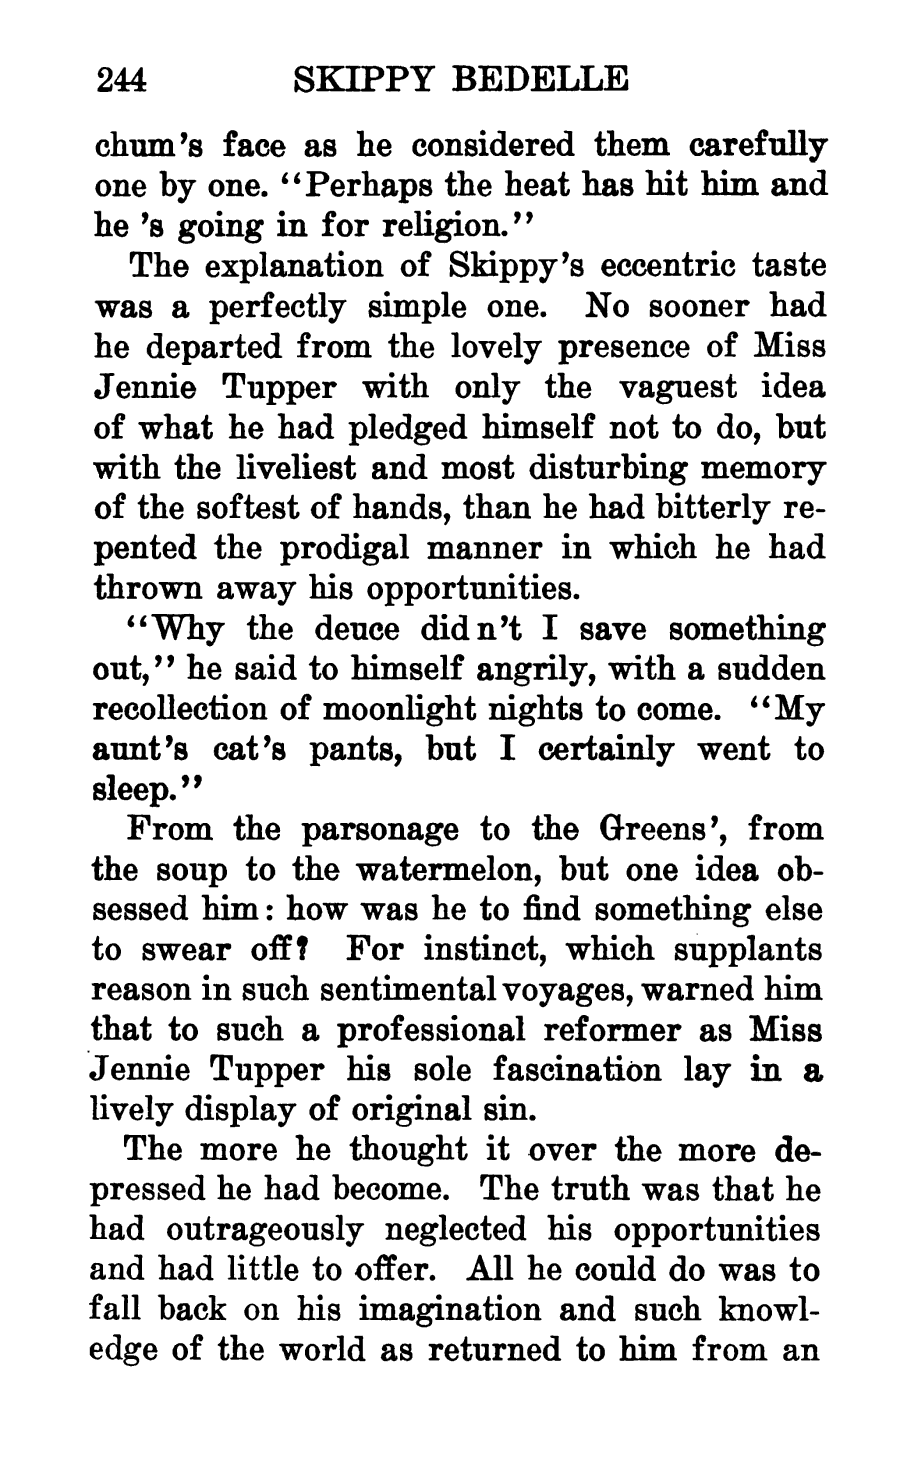 244 SKIPPY BEDELLE
chum's face as he considered them carefully
one by one. "Perhaps the heat has hit him and
he 's going in for religion."
The explanation of Skippy's eccentric taste
was a perfectly simple one. No sooner had
he departed from the lovely presence of Miss
Jennie Tupper with only the vaguest idea
of what he had pledged himself not to do, but
with the liveliest and most disturbing memory
of the softest of hands, than he had bitterly re-
pented the prodigal manner in which he had
thrown away his opportunities.
"Why the deuce did n't I save something
out," he said to himself angrily, with a sudden
recollection of moonlight nights to come. "My
aunt's cat's pants, but I certainly went to
sleep."
From the parsonage to the Greens', from
the soup to the watermelon, but one idea ob-
sessed him: how was he to find something else
to swear off? For instinct, which supplants
reason in such sentimental voyages, warned him
that to such a professional reformer as Miss
Jennie Tupper his sole fascination lay in a
lively display of original sin.
The more he thought it over the more de-
pressed he had become. The truth was that he
had outrageously neglected his opportunities
and had little to offer. All he could do was to
fall back on his imagination and such knowl-
edge of the world as returned to him from an